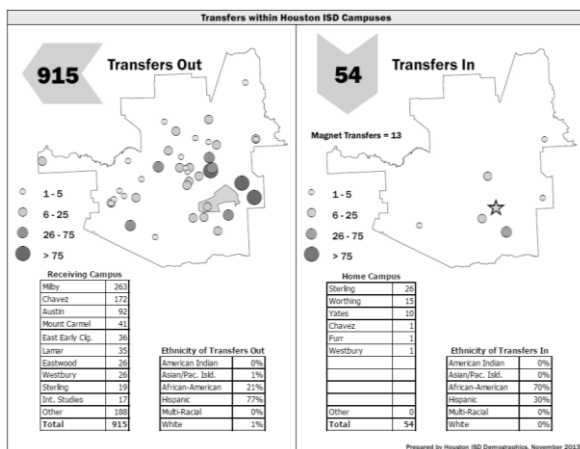 Transfers within Houston ISD Campuses
915
Transfers Out
1 - 5
6 - 25
26 - 75
> 75
Receiving Campus
Milby 263
Chavez 172
Austin 92
Mount Carmel 41
East Early Clg. 36
Lamar 35
Eastwood 26
Westbury 26
Sterling 19
Int. Studies 17
Other 188
Total 915
Ethnicity of Transfers Out
American Indian 0%
Asian/Pac. Isld. 1%
African-American 21%
Hispanic 77%
Multi-Racial 0%
White 1%
54
Transfers In
Magnet Transfers = 13
1 - 5
6 - 25
26 - 75
> 75
Home Campus
Sterling 26
Worthing 15
Yates 10
Chavez 1
Furr 1
Westbury 1
Other 0
Total 54
Ethnicity of Transfers In
American Indian 0%
Asian/Pac. Isld. 0%
African-American 70%
Hispanic 30%
Multi-Racial 0%
White 0%
Prepared by Houston ISD Demographics, November 2013